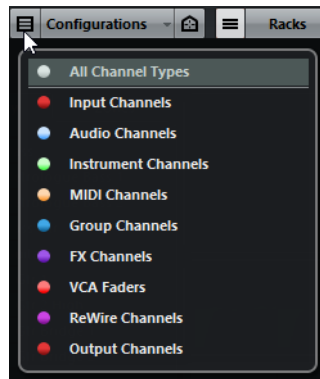 Configurations Racks
All Channel Types
Input Channels
Audio Channels
Instrument Channels
MIDI Channels
Group Channels
FX Channels
VCA Faders
ReWire Channels
Output Channels